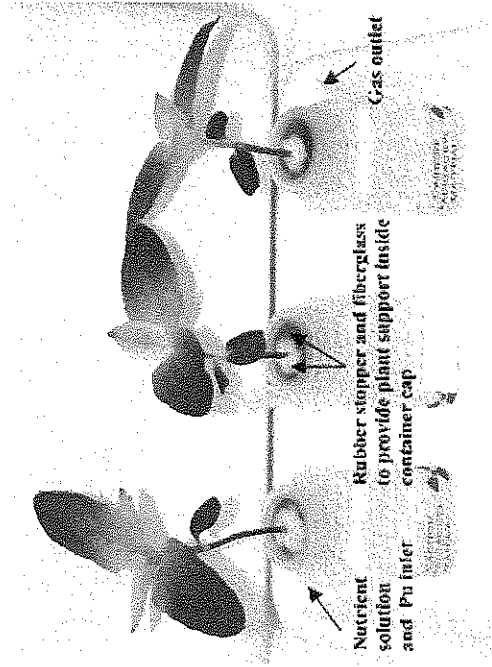 Nutrient
solution
and Pu inlet
Rubber stopper and fiberglass
to provide plant support inside
container cap
Gas outlet